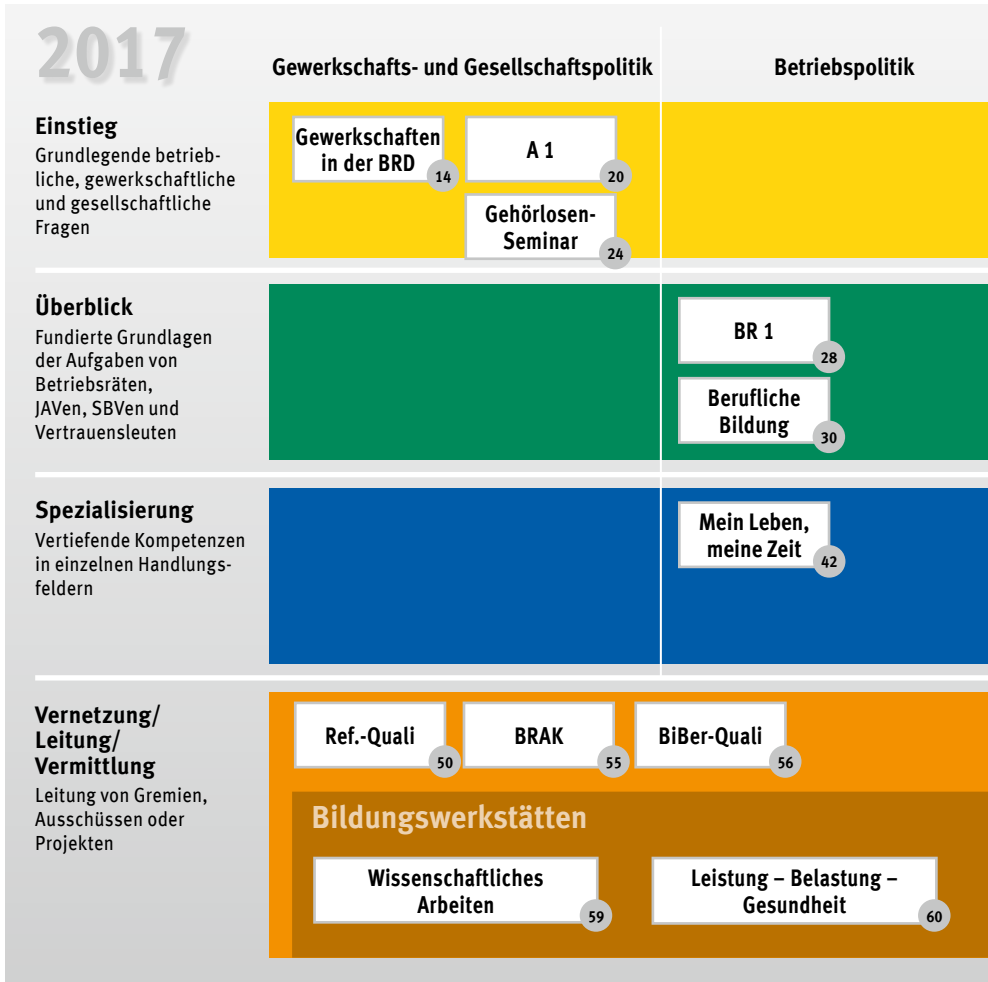 2017
Gewerkschafts- und Gesellschaftspolitik
Betriebspolitik
Einstieg
Grundlegende betrieb-
liche, gewerkschaftliche
und gesellschaftliche
Fragen
Gewerkschaften
in der BRD
14
A 1
20
Gehörlosen-
Seminar
24
Überblick
Fundierte Grundlagen
der Aufgaben von
Betriebsräten,
JAVen, SBVen und
Vertrauensleuten
BR 1
28
Berufliche
Bildung
30
Spezialisierung
Vertiefende Kompetenzen
in einzelnen Handlungs-
feldern
Mein Leben,
meine Zeit
42
Vernetzung/
Leitung/
Vermittlung
Leitung von Gremien,
Ausschüssen oder
Projekten
Ref.-Quali
50
BRAK
55
BiBer-Quali
56
Bildungswerkstätten
Wissenschaftliches
Arbeiten
59
Leistung – Belastung –
Gesundheit
60